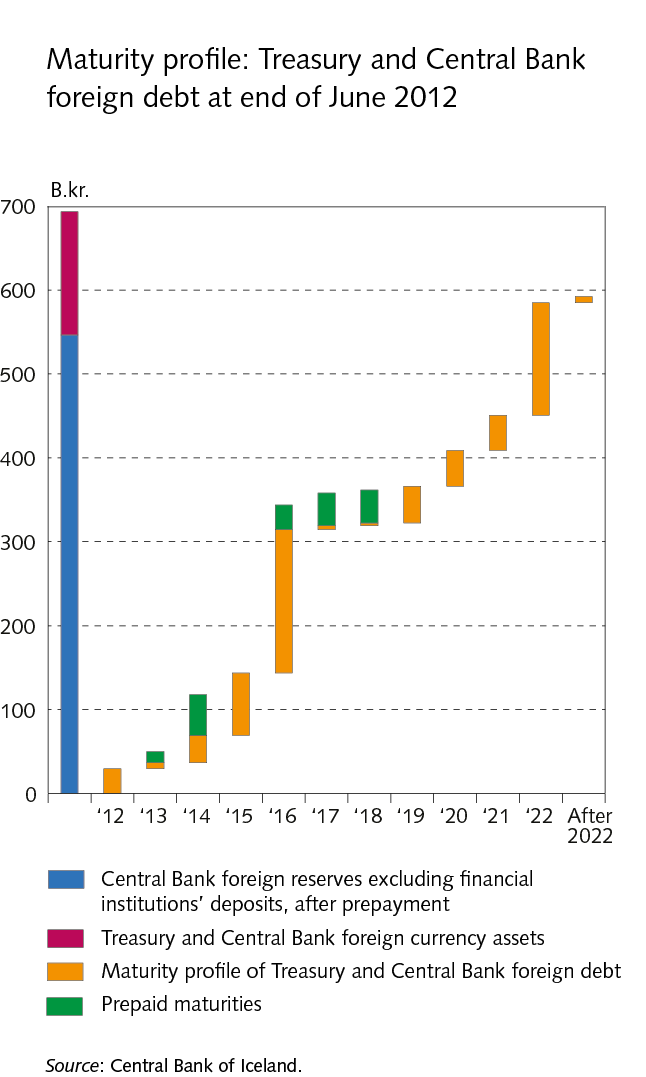 Maturity profile: Treasury and Central Bank
foreign debt at end of June 2012
B.kr.
700
600
500
400
300
200
100
0
‘12 ‘13 ‘14 ‘15 ‘16 ‘17 ‘18 ‘19 ‘20 ‘21 ‘22 After
2022
Central Bank foreign reserves excluding financial
institutions’ deposits, after prepayment
Treasury and Central Bank foreign currency assets
Maturity profile of Treasury and Central Bank foreign debt
Prepaid maturities
Source: Central Bank of Iceland.